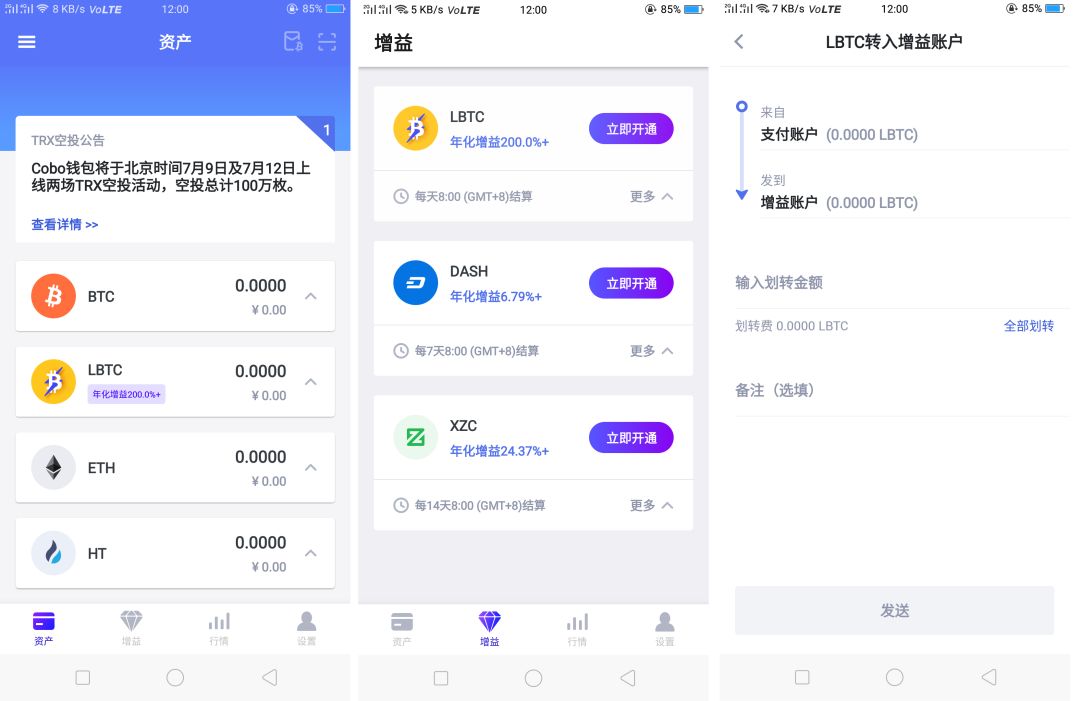 8 KB/s VoLTE 12:00 85%
资产
TRX空投公告
1
Cobo钱包将于北京时间7月9日及7月12日上
线两场TRX空投活动，空投总计100万枚。
查看详情 >>
BTC
0.0000
¥ 0.00
LBTC
年化增益200.0%+
0.0000
¥ 0.00
ETH
0.0000
¥ 0.00
HT
0.0000
¥ 0.00
资产 增益 行情 设置
5 KB/s VoLTE 12:00 85%
增益
LBTC
年化增益200.0%+
立即开通
每天8:00 (GMT+8)结算 更多
DASH
年化增益6.79%+
立即开通
每7天8:00 (GMT+8)结算 更多
XZC
年化增益24.37%+
立即开通
每14天8:00 (GMT+8)结算 更多
资产 增益 行情 设置
7 KB/s VoLTE 12:00 85%
LBTC转入增益账户
来自
支付账户 (0.0000 LBTC)
发到
增益账户 (0.0000 LBTC)
输入划转金额
划转费 0.0000 LBTC 全部划转
备注（选填）
发送